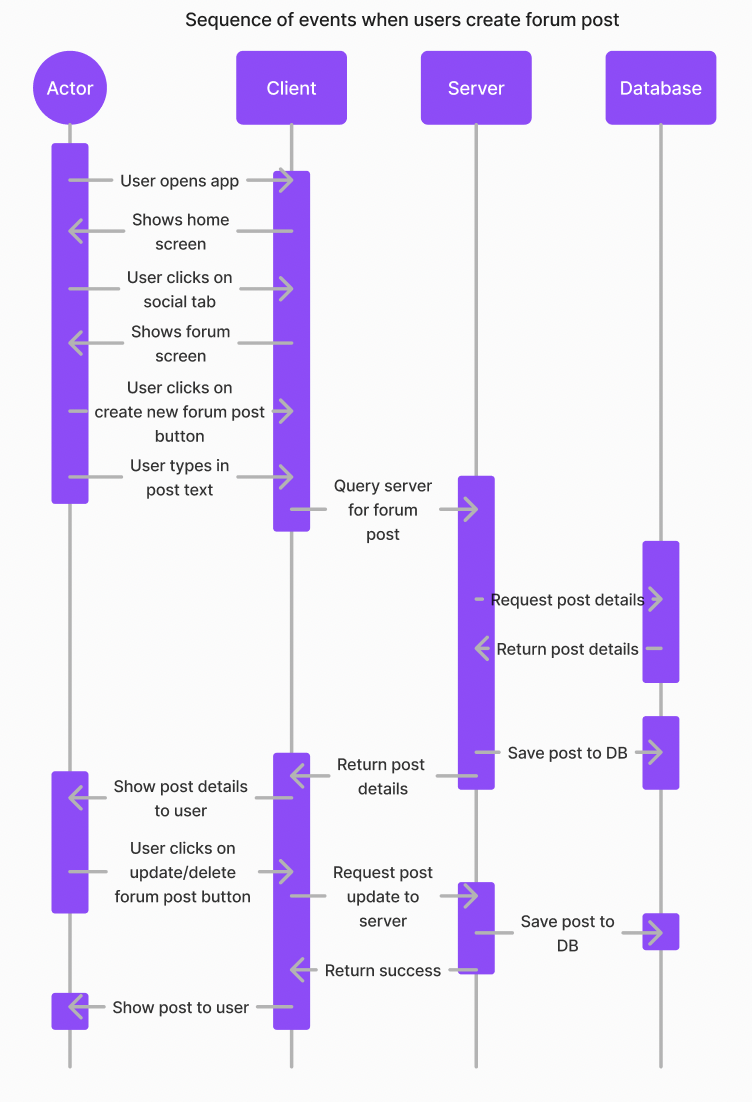 Sequence of events when users create forum post
Actor
Client
Server
Database
User opens app
Shows home
screen
User clicks on
social tab
Shows forum
screen
User clicks on
create new forum post
button
User types in
post text
Query server
for forum
post
Request post details
Return post details
Save post to DB
Return post
details
Show post details
to user
User clicks on
update/delete
forum post button
Request post
update to
server
Save post to
DB
Return success
Show post to user